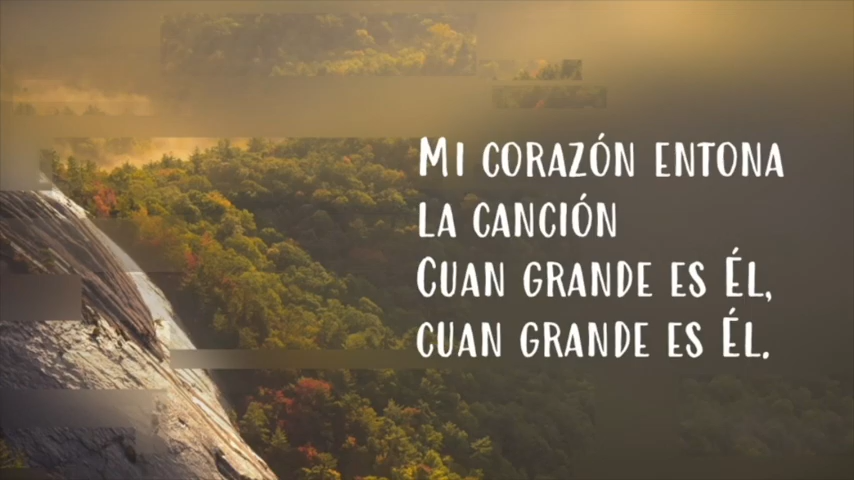 Mi corazón entona
la canción
Cuan grande es Él,
cuan grande es Él.